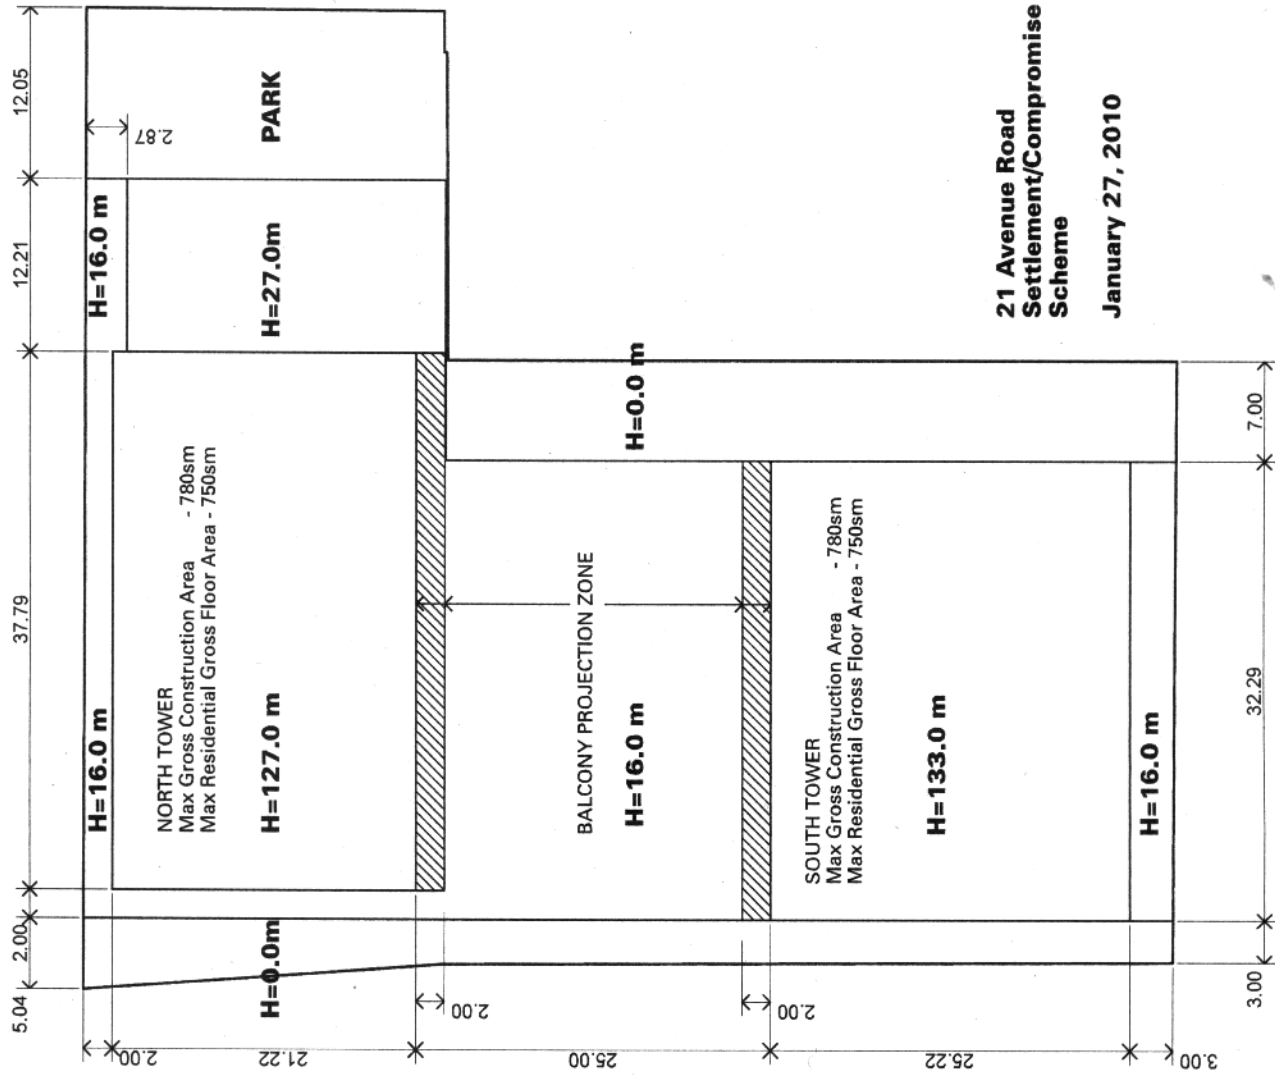 12.05
12.21
37.79
2.00
5.04
2.87
PARK
H=16.0 m
H=27.0m
H=16.0 m
NORTH TOWER
Max Gross Construction Area - 780sm
Max Residential Gross Floor Area - 750sm
H=127.0 m
H=0.0m
H=0.0 m
BALCONY PROJECTION ZONE
H=16.0 m
SOUTH TOWER
Max Gross Construction Area - 780sm
Max Residential Gross Floor Area - 750sm
H=133.0 m
H=16.0 m
2.00
21.22
2.00
25.00
2.00
25.22
3.00
7.00
32.29
3.00
21 Avenue Road
Settlement/Compromise
Scheme
January 27, 2010